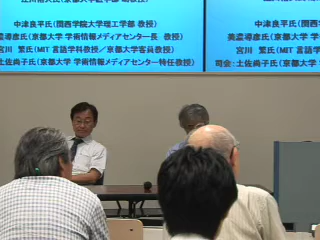 中津良平氏(関西学院大学理工学部 教授)
美濃導彦氏(京都大学 学術情報メディアセンター長 教授)
宮川 繁氏(MIT 言語学科教授/京都大学客員教授)
土佐尚子氏(京都大学 学術情報メディアセンター特任教授)
中津良平氏(関西学
美濃導彦氏(京都大学 学
宮川 繁氏(MIT 言
司会:土佐尚子氏(京都大学